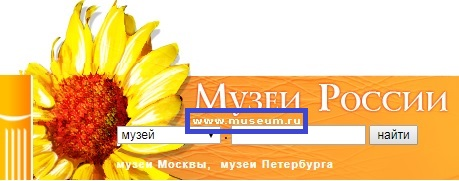 Музеи России
www.museum.ru
музей : найти
музеи Москвы, музеи Петербурга